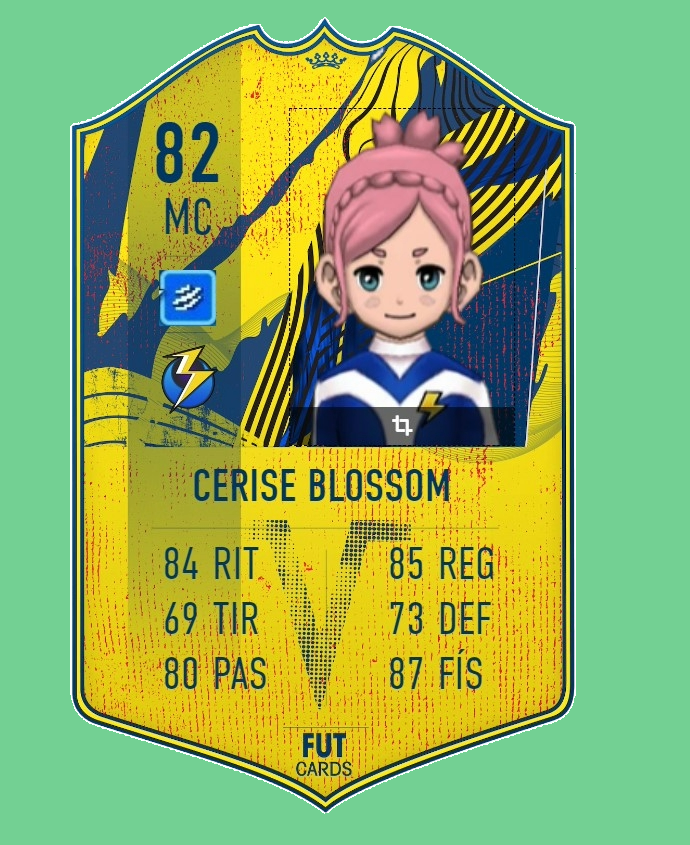 82
MC
CERISE BLOSSOM
84 RIT 85 REG
69 TIR 73 DEF
80 PAS 87 FÍS
FUT
CARDS